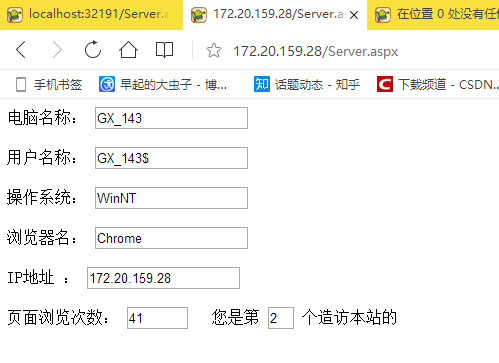 localhost:32191/Server.a
172.20.159.28/Server.as
在位置 0 处没有任
172.20.159.28/Server.aspx
手机书签
早起的大虫子 - 博...
话题动态 - 知乎
下载频道 - CSDN.
电脑名称： GX_143
用户名称： GX_143$
操作系统： WinNT
浏览器名： Chrome
IP地址 ： 172.20.159.28
页面浏览次数： 41 您是第 2 个造访本站的